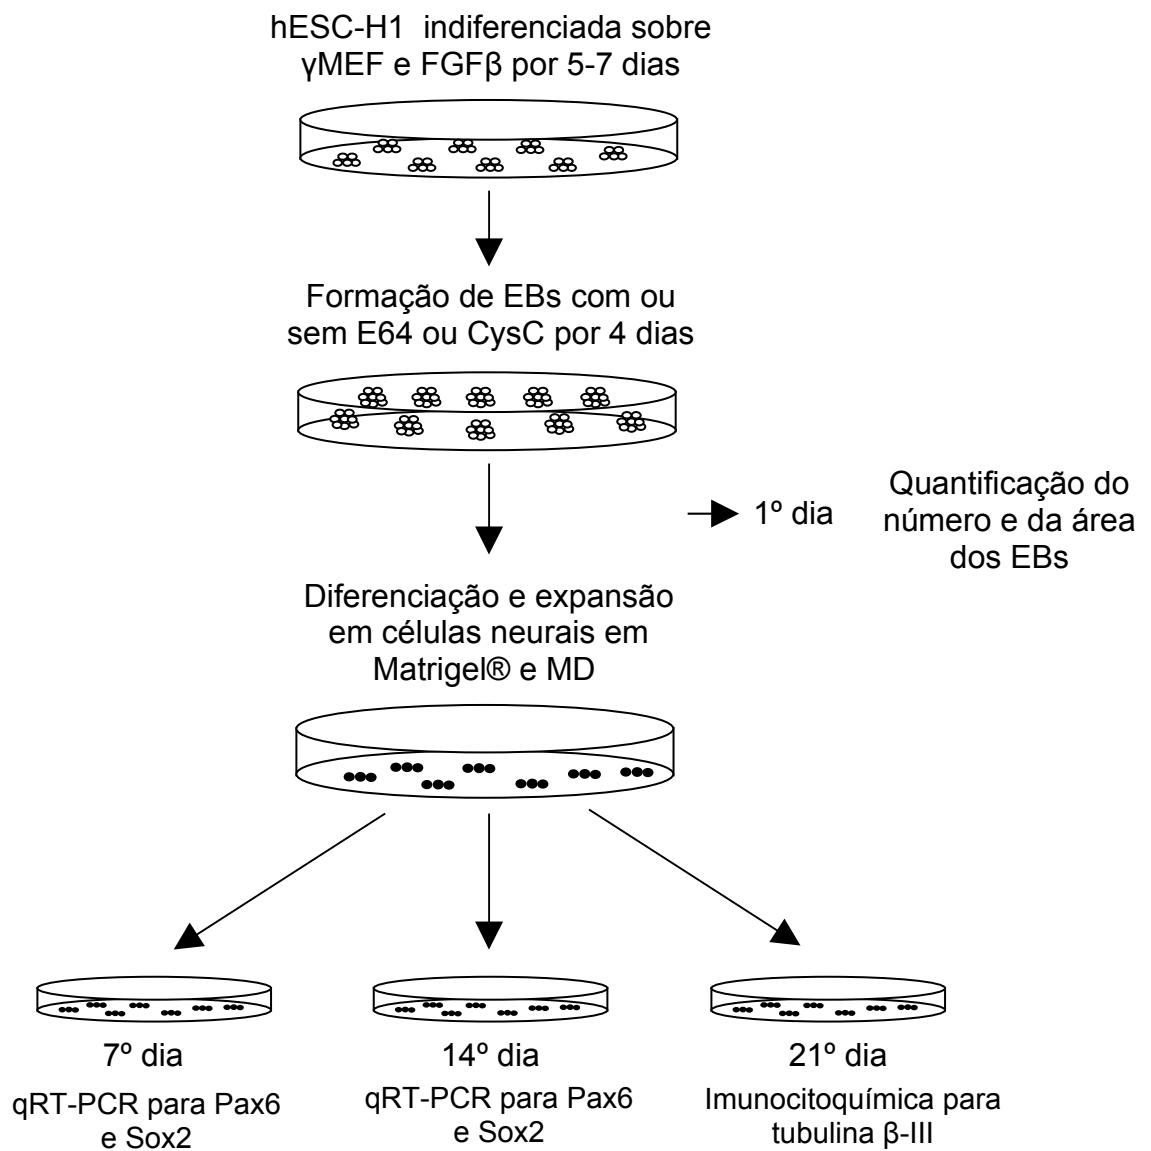 hESC-H1 indiferenciada sobre
γMEF e FGFβ por 5-7 dias
Formação de EBs com ou
sem E64 ou CysC por 4 dias
1º dia
Quantificação do
número e da área
dos EBs
Diferenciação e expansão
em células neurais em
Matrigel® e MD
7º dia
qRT-PCR para Pax6
e Sox2
14º dia
qRT-PCR para Pax6
e Sox2
21º dia
Imunocitoquímica para
tubulina β-III